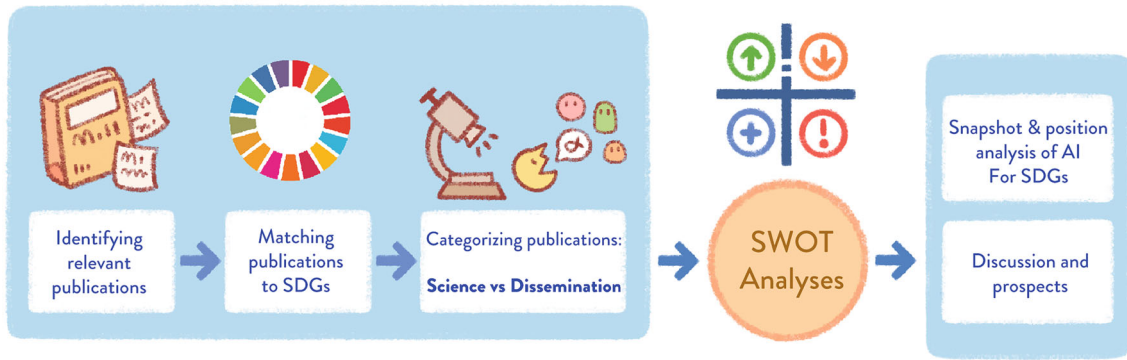 Identifying
relevant
publications
Matching
publications
to SDGs
Categorizing publications:
Science vs Dissemination
SWOT
Analyses
Snapshot & position
analysis of AI
For SDGs
Discussion and
prospects